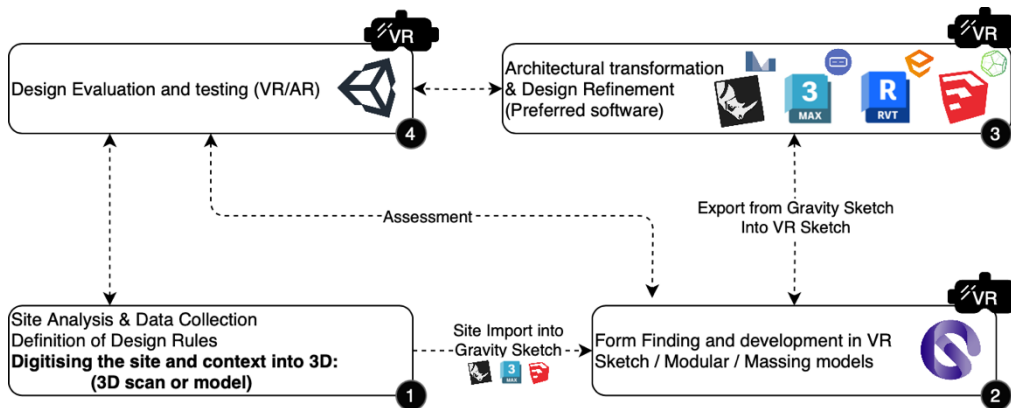 VR
Design Evaluation and testing (VR/AR)
4
VR
Architectural transformation
& Design Refinement
(Preferred software)
3
MAX
R
RVT
3
Assessment
Export from Gravity Sketch
Into VR Sketch
Site Analysis & Data Collection
Definition of Design Rules
Digitising the site and context into 3D:
(3D scan or model)
1
Site Import into
Gravity Sketch
3
MAX
VR
Form Finding and development in VR
Sketch / Modular / Massing models
2